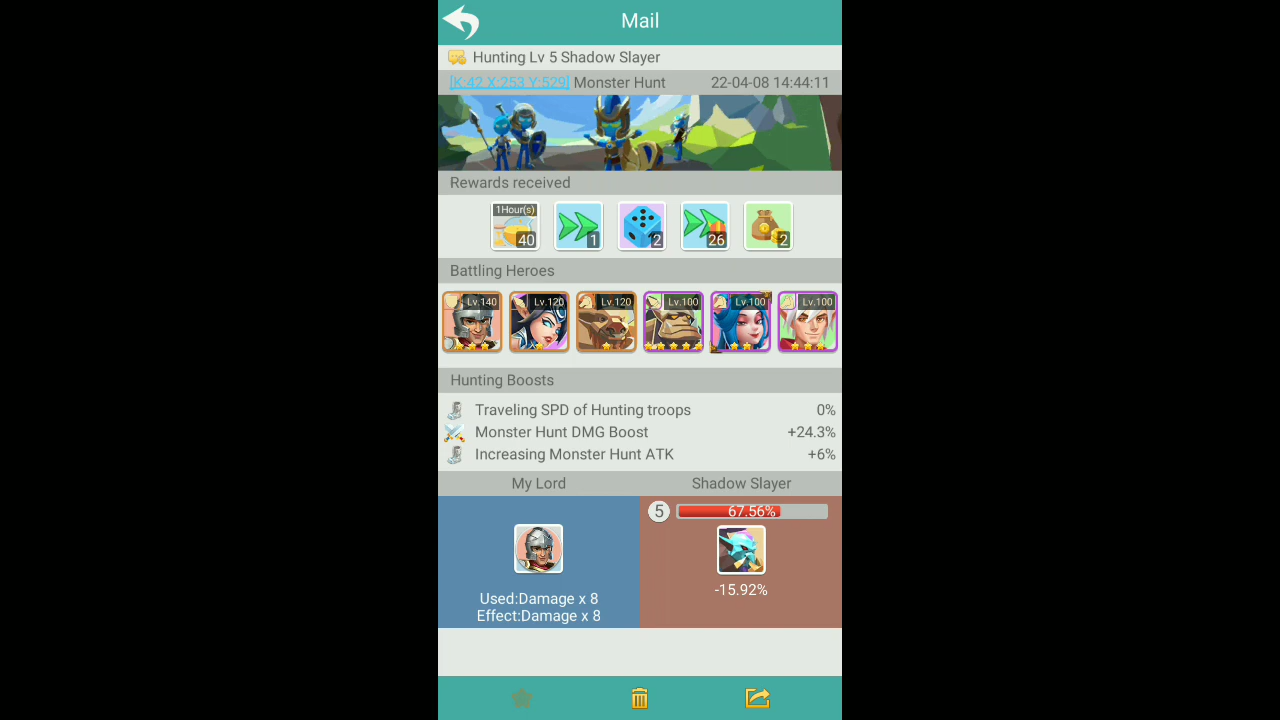 Mail
Hunting Lv 5 Shadow Slayer
[K:42 X:253 Y:529] Monster Hunt 22-04-08 14:44:11
Rewards received
1Hour(s)
40 1 2 26 2
Battling Heroes
Lv.140 Lv.120 Lv.120 Lv.100 Lv.100 Lv.100
Hunting Boosts
Traveling SPD of Hunting troops 0%
Monster Hunt DMG Boost +24.3%
Increasing Monster Hunt ATK +6%
My Lord Shadow Slayer
5 67.56%
-15.92%
Used:Damage x 8
Effect:Damage x 8